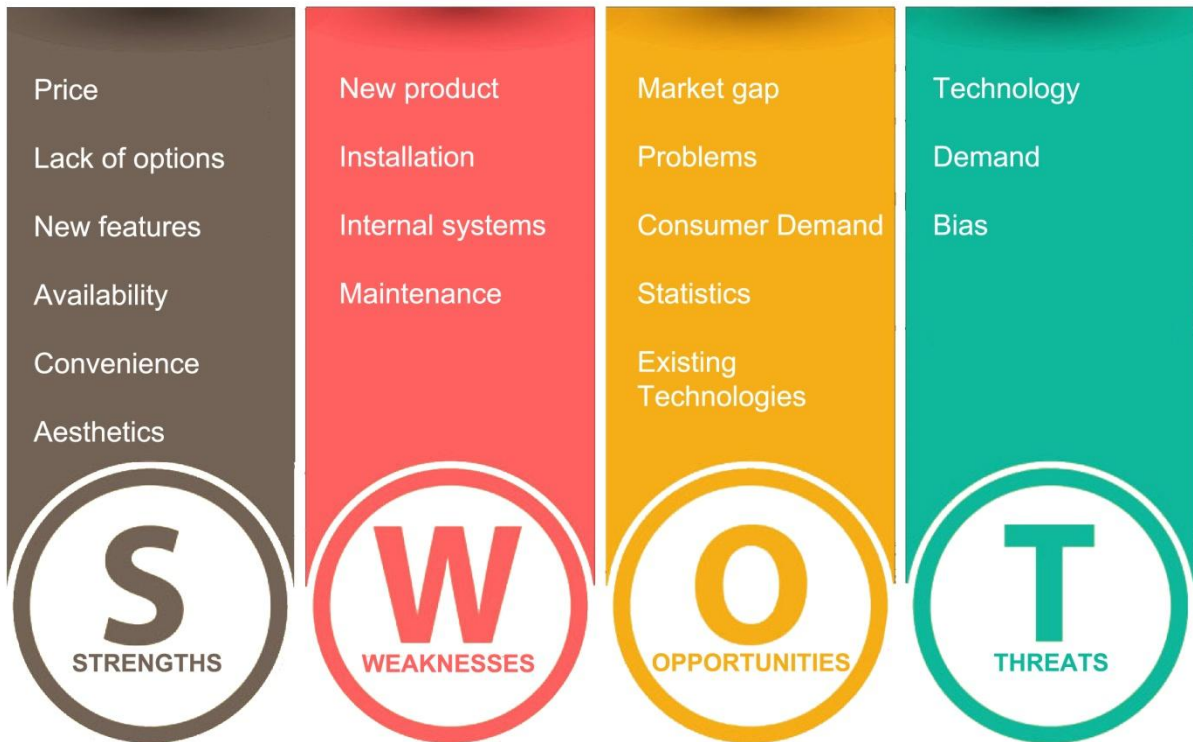 Price
Lack of options
New features
Availability
Convenience
Aesthetics
S
STRENGTHS
New product
Installation
Internal systems
Maintenance
W
WEAKNESSES
Market gap
Problems
Consumer Demand
Statistics
Existing
Technologies
O
OPPORTUNITIES
Technology
Demand
Bias
T
THREATS